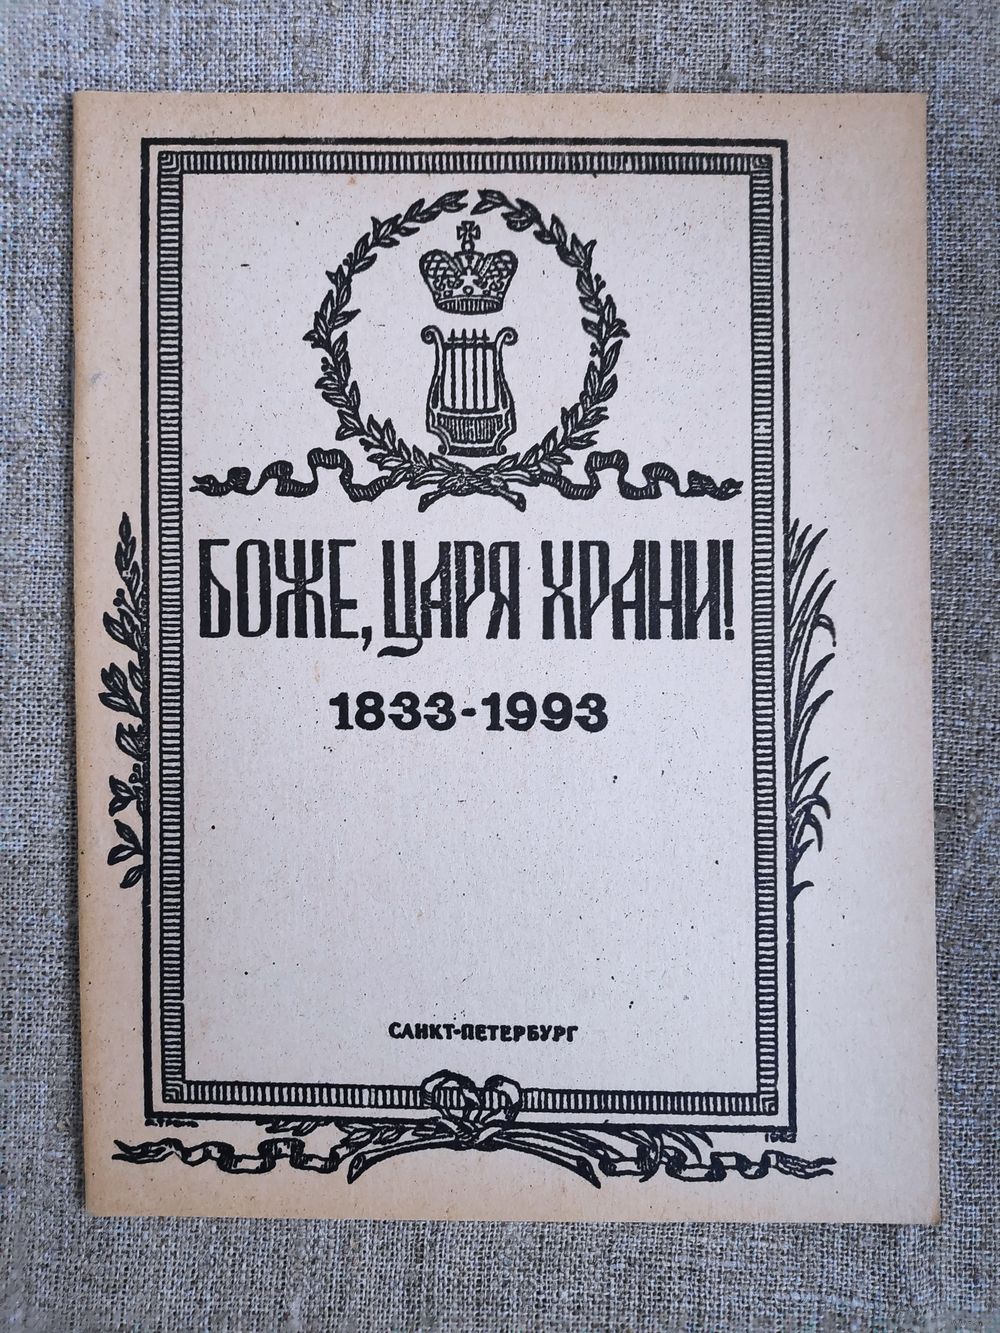 БОЖЕ, ЦАРЯ ХРАНИ!
1833-1993
САНКТ-ПЕТЕРБУРГ